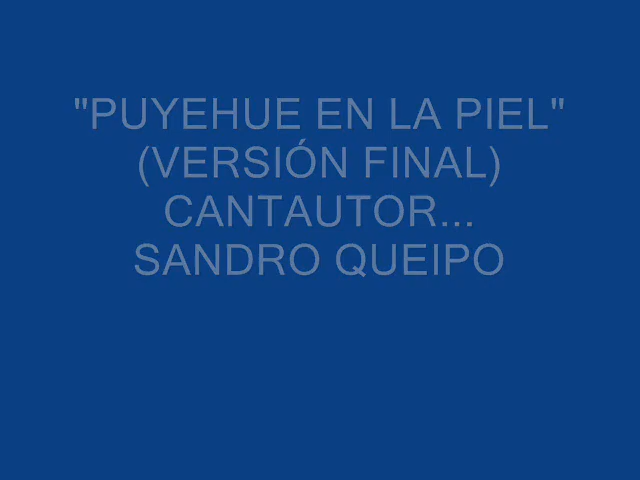 "PUYEHUE EN LA PIEL"
(VERSIÓN FINAL)
CANTAUTOR...
SANDRO QUEIPO